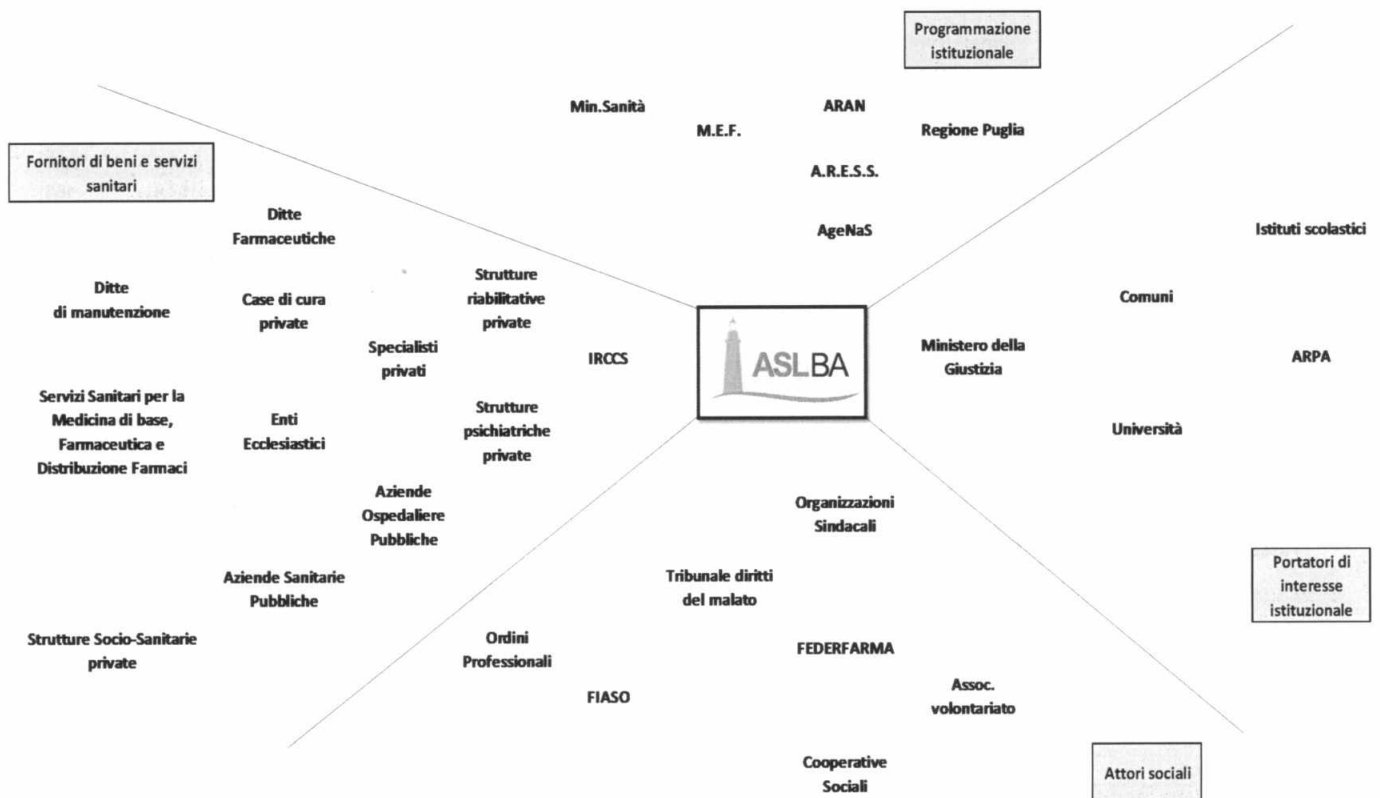 Programmazione
istituzionale
Min.Sanità
M.E.F.
ARAN
Regione Puglia
A.R.E.S.S.
AgeNaS
Fornitori di beni e servizi
sanitari
Ditte
Farmaceutiche
Ditte
di manutenzione
Case di cura
private
Strutture
riabilitative
private
Specialisti
privati
IRCCS
Servizi Sanitari per la
Medicina di base,
Farmaceutica e
Distribuzione Farmaci
Enti
Ecclesiastici
Strutture
psichiatriche
private
Aziende
Ospedaliere
Pubbliche
Aziende Sanitarie
Pubbliche
Strutture Socio-Sanitarie
private
ASLBA
Istituti scolastici
Comuni
Ministero della
Giustizia
ARPA
Università
Portatori di
interesse
istituzionale
Organizzazioni
Sindacali
Tribunale diritti
del malato
Ordini
Professionali
FEDERFARMA
FIASO
Assoc.
volontariato
Cooperative
Sociali
Attori sociali